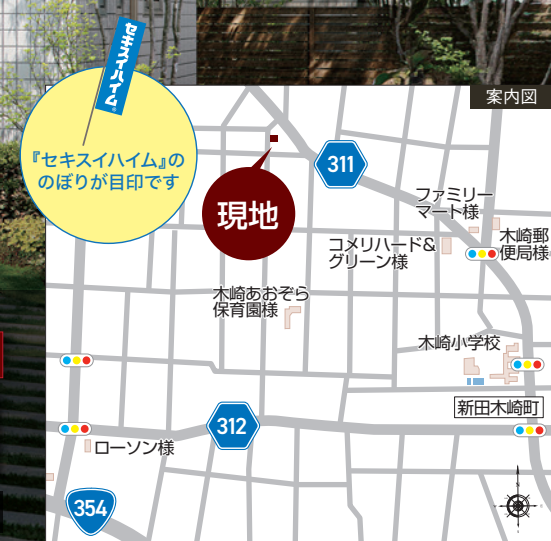 セキスイハイム
案内図
『セキスイハイム』の
のぼりが目印です
311
現地
ファミリー
マート様
木崎郵
便局様
コメリハード&
グリーン様
木崎あおぞら
保育園様
木崎小学校
新田木崎町
312
ローソン様
354